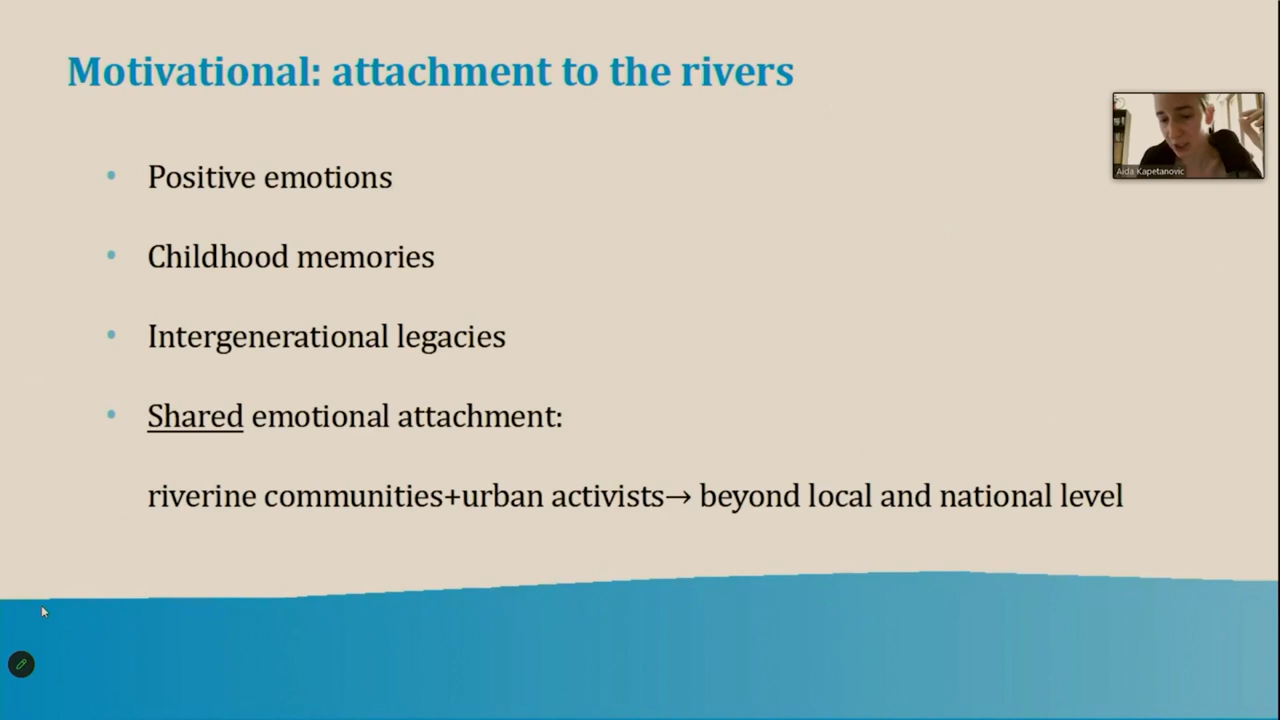 Motivational: attachment to the rivers
Aida Kapetanovic
• Positive emotions
• Childhood memories
• Intergenerational legacies
• Shared emotional attachment:
riverine communities+urban activists→ beyond local and national level